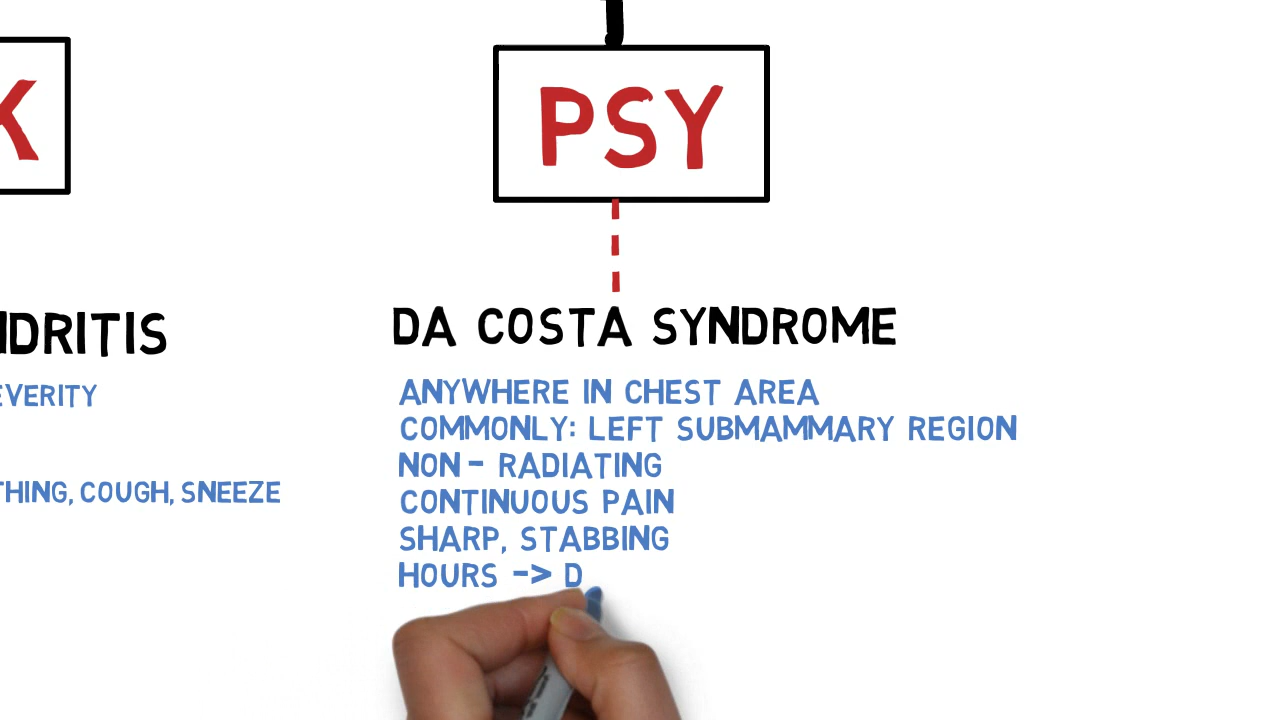 K
PSY
NDRITIS
EVERITY
THING, COUGH, SNEEZE
DA COSTA SYNDROME
ANYWHERE IN CHEST AREA
COMMONLY: LEFT SUBMAMMARY REGION
NON - RADIATING
CONTINUOUS PAIN
SHARP, STABBING
HOURS -> D